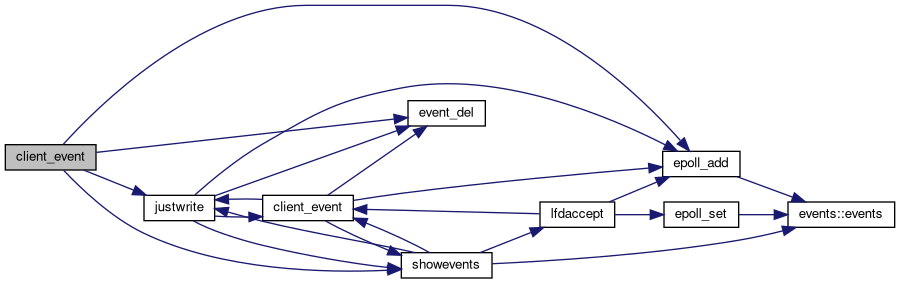 client_event
justwrite
client_event
event_del
showevents
lfdaccept
epoll_add
epoll_set
events::events